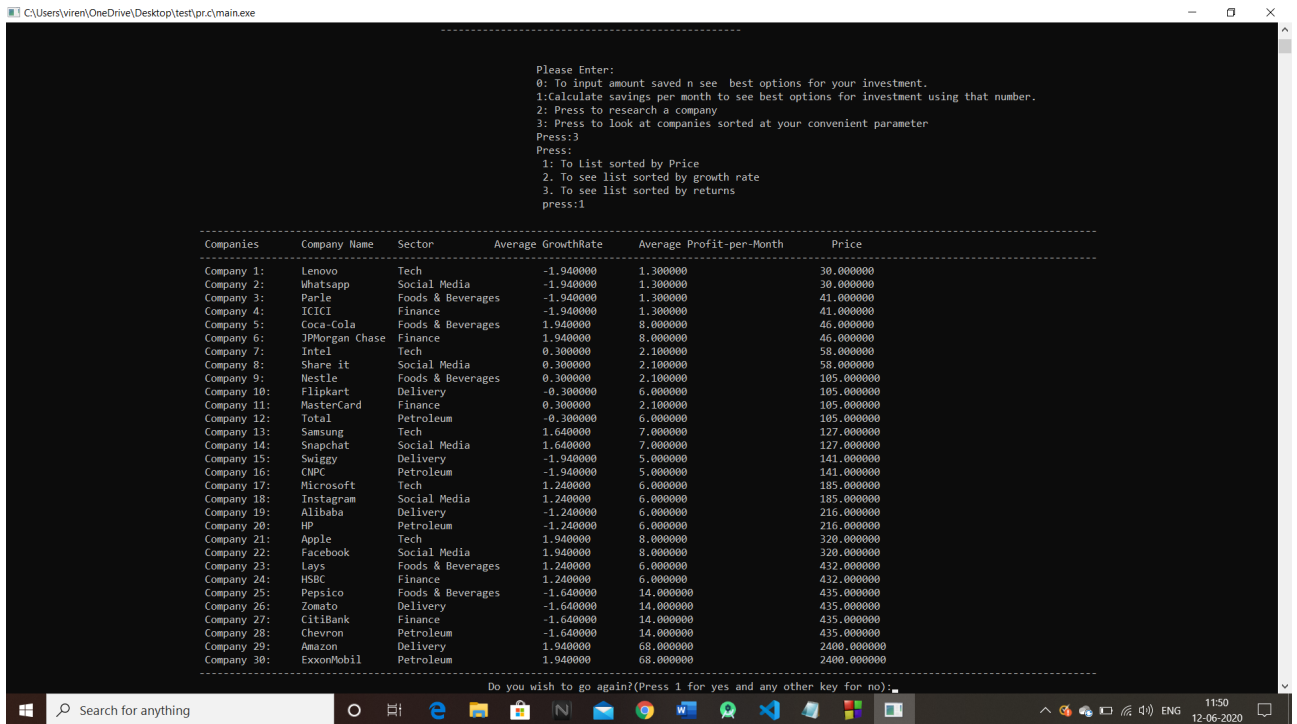 C:\Users\viren\OneDrive\Desktop\test\pr.c\main.exe
--------------------------------------------------
Please Enter:
0: To input amount saved n see  best options for your investment.
1:Calculate savings per month to see best options for investment using that number.
2: Press to research a company
3: Press to look at companies sorted at your convenient parameter
Press:3
Press:
1: To List sorted by Price
2. To see list sorted by growth rate
3. To see list sorted by returns
press:1
Companies Company Name Sector Average GrowthRate Average Profit-per-Month Price
Company 1: Lenovo Tech -1.940000 1.300000 30.000000
Company 2: Whatsapp Social Media -1.940000 1.300000 30.000000
Company 3: Parle Foods & Beverages -1.940000 1.300000 41.000000
Company 4: ICICI Finance -1.940000 1.300000 41.000000
Company 5: Coca-Cola Foods & Beverages 1.940000 8.000000 46.000000
Company 6: JPMorgan Chase Finance 1.940000 8.000000 46.000000
Company 7: Intel Tech 0.300000 2.100000 58.000000
Company 8: Share it Social Media 0.300000 2.100000 58.000000
Company 9: Nestle Foods & Beverages 0.300000 2.100000 105.000000
Company 10: Flipkart Delivery -0.300000 6.000000 105.000000
Company 11: MasterCard Finance 0.300000 2.100000 105.000000
Company 12: Total Petroleum -0.300000 6.000000 105.000000
Company 13: Samsung Tech 1.640000 7.000000 127.000000
Company 14: Snapchat Social Media 1.640000 7.000000 127.000000
Company 15: Swiggy Delivery -1.940000 5.000000 141.000000
Company 16: CNPC Petroleum -1.940000 5.000000 141.000000
Company 17: Microsoft Tech 1.240000 6.000000 185.000000
Company 18: Instagram Social Media 1.240000 6.000000 185.000000
Company 19: Alibaba Delivery -1.240000 6.000000 216.000000
Company 20: HP Petroleum -1.240000 6.000000 216.000000
Company 21: Apple Tech 1.940000 8.000000 320.000000
Company 22: Facebook Social Media 1.940000 8.000000 320.000000
Company 23: Lays Foods & Beverages 1.240000 6.000000 432.000000
Company 24: HSBC Finance 1.240000 6.000000 432.000000
Company 25: Pepsico Foods & Beverages -1.640000 14.000000 435.000000
Company 26: Zomato Delivery -1.640000 14.000000 435.000000
Company 27: CitiBank Finance -1.640000 14.000000 435.000000
Company 28: Chevron Petroleum -1.640000 14.000000 435.000000
Company 29: Amazon Delivery 1.940000 68.000000 2400.000000
Company 30: ExxonMobil Petroleum 1.940000 68.000000 2400.000000
Do you wish to go again?(Press 1 for yes and any other key for no):
Search for anything
ENG
11:50
12-06-2020